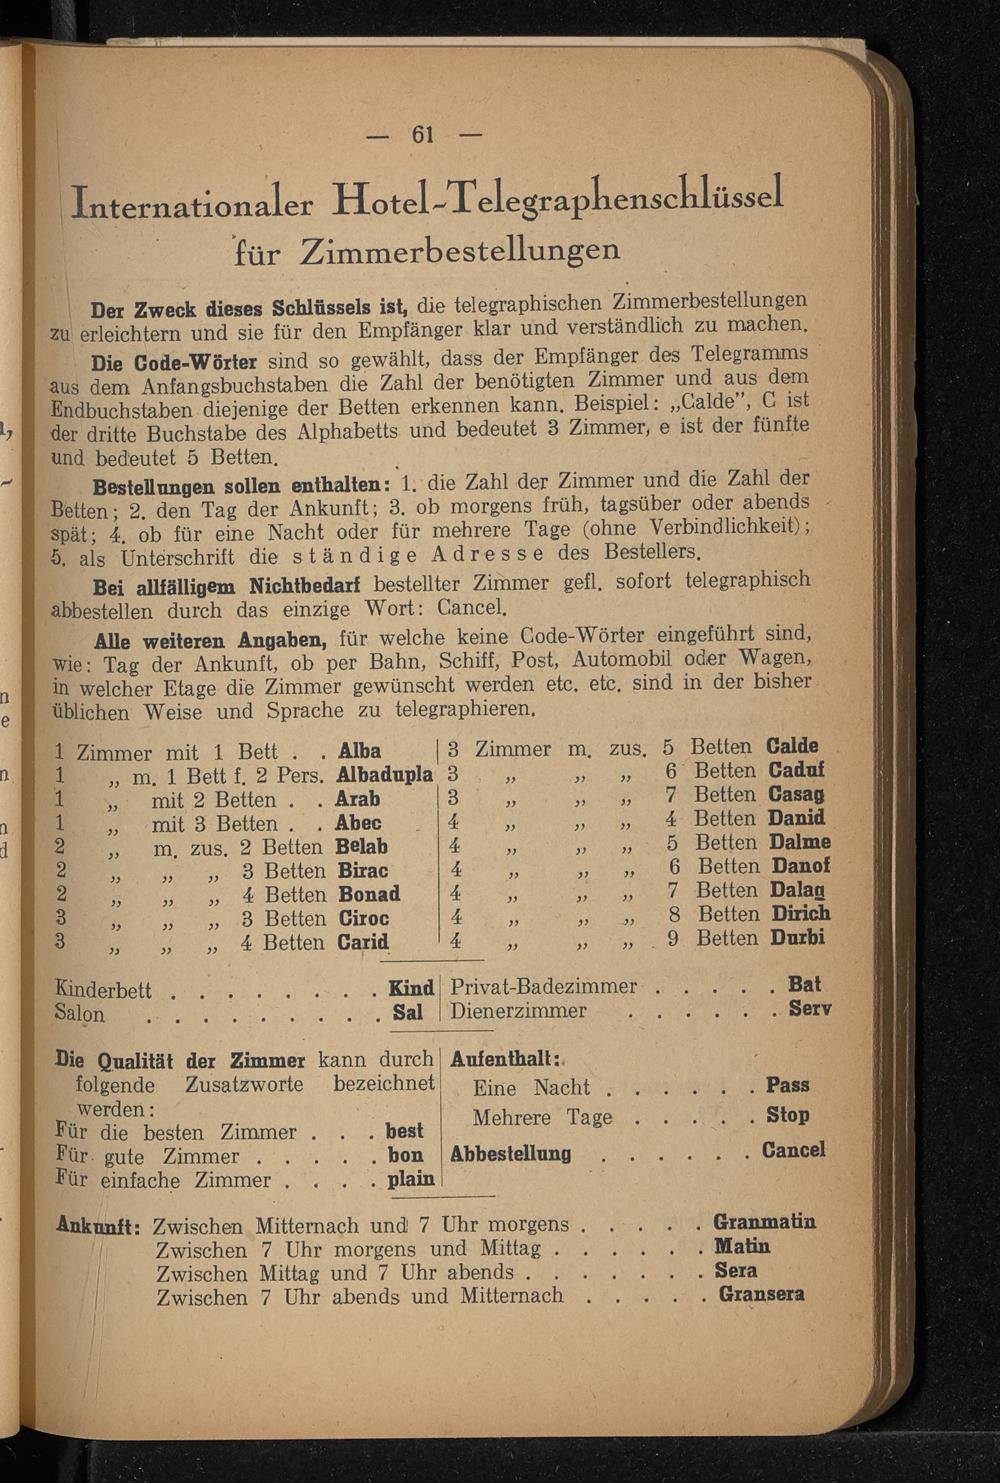 — 61 —
Internationaler Hotel-Telegraphenschlüssel
für Zimmerbestellungen
Der Zweck dieses Schlüssels ist, die telegraphischen Zimmerbestellungen
zu erleichtern und sie für den Empfänger klar und verständlich zu machen.
Die Code-Wörter sind so gewählt, dass der Empfänger des Telegramms
aus dem Anfangsbuchstaben die Zahl der benötigten Zimmer und aus dem
Endbuchstaben diejenige der Betten erkennen kann. Beispiel: „Calde”, C ist
der dritte Buchstabe des Alphabetts und bedeutet 3 Zimmer, e ist der fünfte
und bedeutet 5 Betten.
Bestellungen sollen enthalten: 1. die Zahl der Zimmer und die Zahl der
Betten; 2. den Tag der Ankunft; 3. ob morgens früh, tagsüber oder abends
spät; 4. ob für eine Nacht oder für mehrere Tage (ohne Verbindlichkeit);
5. als Unterschrift die ständige Adresse des Bestellers.
Bei allfälligem Nichtbedarf bestellter Zimmer gefl. sofort telegraphisch
abbestellen durch das einzige Wort: Cancel.
Alle weiteren Angaben, für welche keine Code-Wörter eingeführt sind,
wie: Tag der Ankunft, ob per Bahn, Schiff, Post, Automobil oder Wagen,
in welcher Etage die Zimmer gewünscht werden etc. etc. sind in der bisher
üblichen Weise und Sprache zu telegraphieren.
1 Zimmer mit 1 Bett . . Alba
1 „ m. 1 Bett f. 2 Pers. Albadupla
1 „ mit 2 Betten . . Arab
1 „ mit 3 Betten . . Abec
2 „ m. zus. 2 Betten Belab
2 „ „ „ 3 Betten Birac
2 „ „ „ 4 Betten Bonad
3 „ „ „ 3 Betten Ciroc
3 „ „ „ 4 Betten Carid
3 Zimmer m. zus. 5 Betten Calde
3 „ „ „ 6 Betten Caduf
3 „ „ „ 7 Betten Casag
4 „ „ „ 4 Betten Danid
4 „ „ „ 5 Betten Dalme
4 „ „ „ 6 Betten Danof
4 „ „ „ 7 Betten Dalag
4 „ „ „ 8 Betten Dirich
4 „ „ „ 9 Betten Durbi
Kinderbett . . . . . . . . Kind
Salon . . . . . . . . . Sal
Privat-Badezimmer . . . . . Bat
Dienerzimmer . . . . . . Serv
Die Qualität der Zimmer kann durch
folgende Zusatzworte bezeichnet
werden:
Für die besten Zimmer . . . best
Für gute Zimmer . . . . . bon
Für einfache Zimmer . . . . plain
Aufenthalt:
Eine Nacht . . . . . . Pass
Mehrere Tage . . . . . Stop
Abbestellung . . . . . . Cancel
Ankunft: Zwischen Mitternach und 7 Uhr morgens . . . . . Granmatin
Zwischen 7 Uhr morgens und Mittag . . . . . . Matin
Zwischen Mittag und 7 Uhr abends . . . . . . . Sera
Zwischen 7 Uhr abends und Mitternach . . . . . Gransera